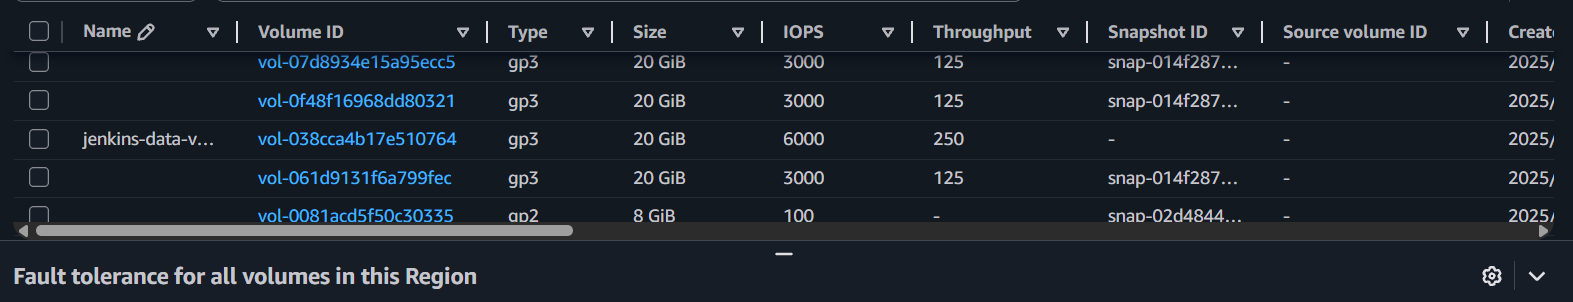 Name Volume ID Type Size IOPS Throughput Snapshot ID Source volume ID Create
vol-07d8934e15a95ecc5 gp3 20 GiB 3000 125 snap-014f287... - 2025/
vol-0f48f16968dd80321 gp3 20 GiB 3000 125 snap-014f287... - 2025/
jenkins-data-v... vol-038cca4b17e510764 gp3 20 GiB 6000 250 - - 2025/
vol-061d9131f6a799fec gp3 20 GiB 3000 125 snap-014f287... - 2025/
vol-0081acd5f50c30335 gp2 8 GiB 100 - snap-02d4844... - 2025/
Fault tolerance for all volumes in this Region